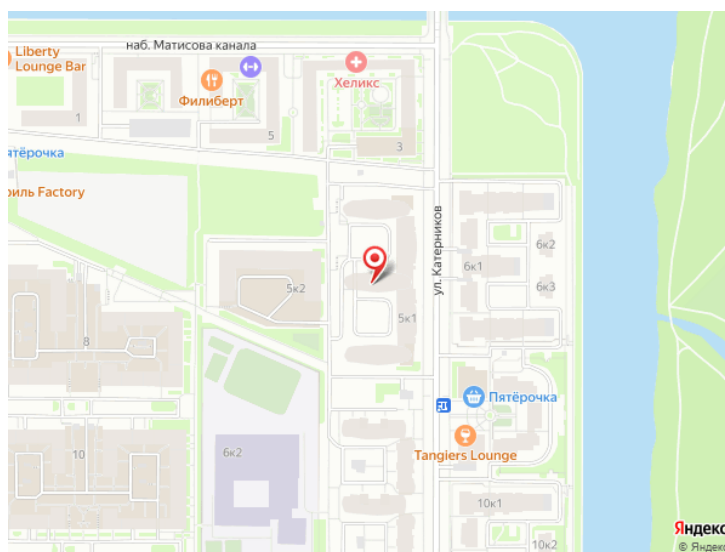 наб. Матисова канала
Liberty
Lounge Bar
Филиберт
Хеликс
1
5
3
ятёрочка
риль Factory
ул. Катерников
6к2
6к1
6к3
5к2
5к1
8
Пятёрочка
Tangiers Lounge
10
6к2
10к1
10к2
Яндекс
© Яндекс